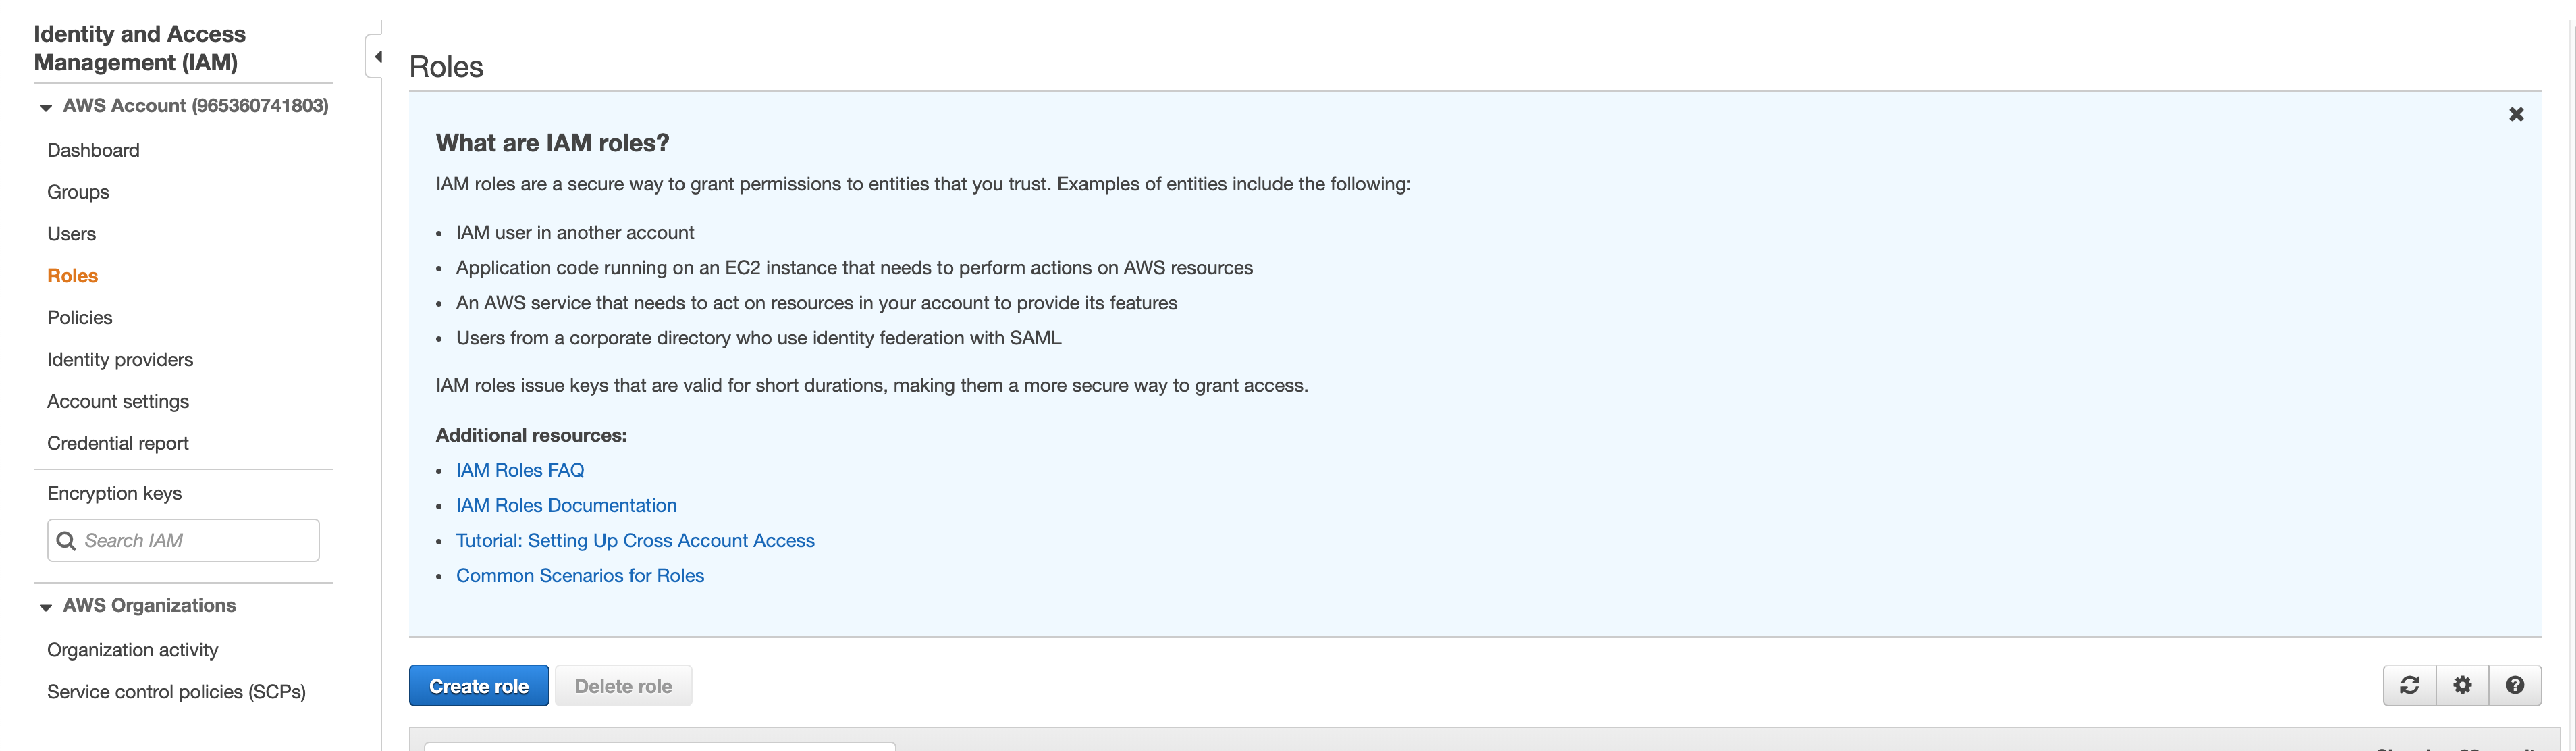 Identity and Access
Management (IAM)
AWS Account (965360741803)
Dashboard
Groups
Users
Roles
Policies
Identity providers
Account settings
Credential report
Encryption keys
Search IAM
AWS Organizations
Organization activity
Service control policies (SCPs)
Roles
What are IAM roles?
IAM roles are a secure way to grant permissions to entities that you trust. Examples of entities include the following:
IAM user in another account
Application code running on an EC2 instance that needs to perform actions on AWS resources
An AWS service that needs to act on resources in your account to provide its features
Users from a corporate directory who use identity federation with SAML
IAM roles issue keys that are valid for short durations, making them a more secure way to grant access.
Additional resources:
IAM Roles FAQ
IAM Roles Documentation
Tutorial: Setting Up Cross Account Access
Common Scenarios for Roles
Create role
Delete role